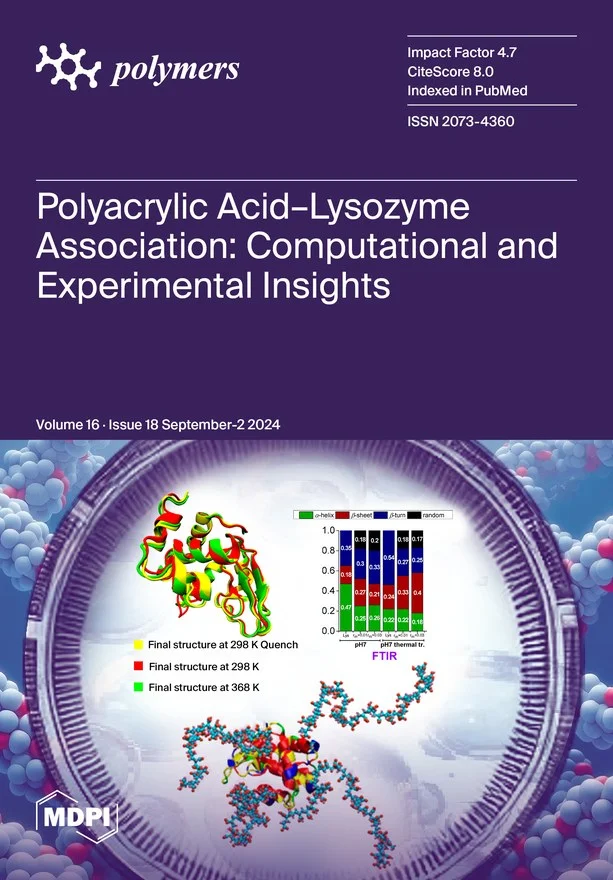 polymers
Impact Factor 4.7
CiteScore 8.0
Indexed in PubMed
ISSN 2073-4360
Polyacrylic Acid–Lysozyme
Association: Computational and
Experimental Insights
Volume 16 · Issue 18 September-2 2024
α-helix β-sheet β-turn random
1.0
0.8
0.6
0.4
0.2
0.0
0.35 0.18 0.47
0.18 0.3 0.27 0.25
0.2 0.33 0.21 0.26
0.54 0.24 0.22
0.18 0.27 0.33 0.22
0.17 0.25 0.4 0.18
pH7 pH7 thermal tr.
FTIR
Final structure at 298 K Quench
Final structure at 298 K
Final structure at 368 K
MDPI